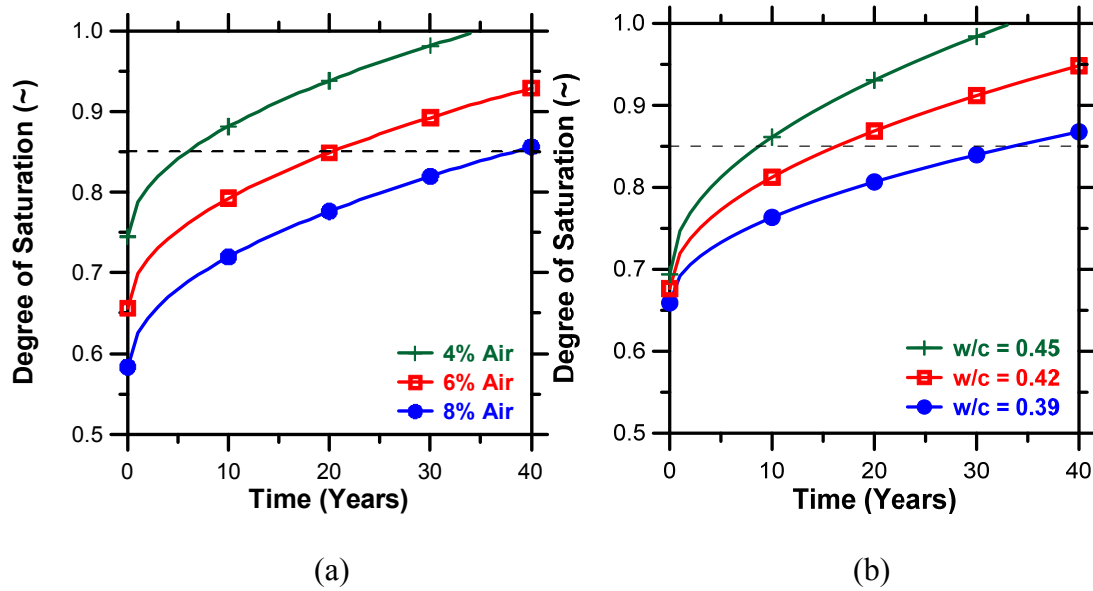 1.0
0.9
0.8
0.7
0.6
0.5
Degree of Saturation (~)
4% Air
6% Air
8% Air
0 10 20 30 40
Time (Years)
(a)
1.0
0.9
0.8
0.7
0.6
0.5
Degree of Saturation (~)
w/c = 0.45
w/c = 0.42
w/c = 0.39
0 10 20 30 40
Time (Years)
(b)